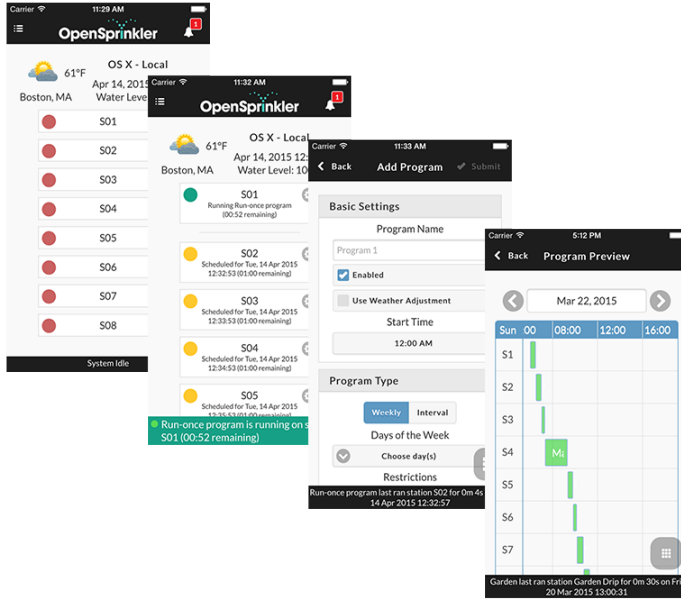 Carrier 11:29 AM
OpenSprinkler
1
OS X - Local
61°F
Apr 14, 2015
Boston, MA
Water Leve
S01
S02
S03
S04
S05
S06
S07
S08
System Idle
Carrier 11:32 AM
OpenSprinkler
1
OS X - Local
61°F
Apr 14, 2015 12:
Boston, MA
Water Level: 10
S01
Running Run-once program
(00:52 remaining)
S02
Scheduled for Tue, 14 Apr 2015
12:32:53 (01:00 remaining)
S03
Scheduled for Tue, 14 Apr 2015
12:33:53 (01:00 remaining)
S04
Scheduled for Tue, 14 Apr 2015
12:34:53 (01:00 remaining)
S05
Scheduled for Tue, 14 Apr 2015
12:35:53 (01:00 remaining)
Run-once program is running on s
S01 (00:52 remaining)
Carrier 11:33 AM
Back Add Program Submit
Basic Settings
Program Name
Program 1
Enabled
Use Weather Adjustment
Start Time
12:00 AM
Program Type
Weekly Interval
Days of the Week
Choose day(s)
Restrictions
Run-once program last ran station S02 for 0m 4s
14 Apr 2015 12:32:57
Carrier 5:12 PM
Back Program Preview
Mar 22, 2015
Sun :00 08:00 12:00 16:00
S1
S2
S3
S4 Ma
S5
S6
S7
Garden last ran station Garden Drip for 0m 30s on Fri
20 Mar 2015 13:00:31